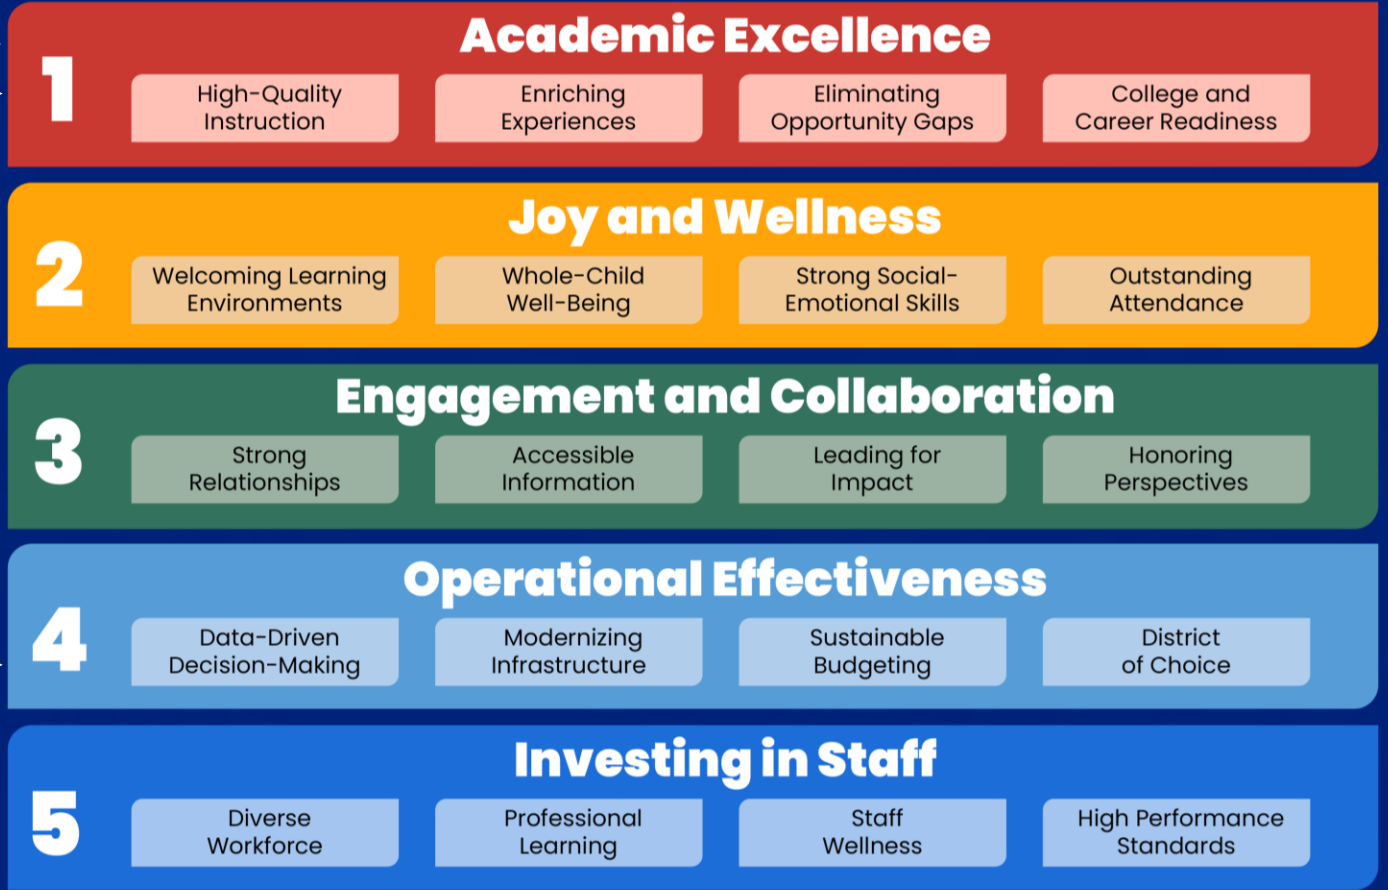 Academic Excellence
1
High-Quality
Instruction
Enriching
Experiences
Eliminating
Opportunity Gaps
College and
Career Readiness
Joy and Wellness
2
Welcoming Learning
Environments
Whole-Child
Well-Being
Strong Social-
Emotional Skills
Outstanding
Attendance
Engagement and Collaboration
3
Strong
Relationships
Accessible
Information
Leading for
Impact
Honoring
Perspectives
Operational Effectiveness
4
Data-Driven
Decision-Making
Modernizing
Infrastructure
Sustainable
Budgeting
District
of Choice
Investing in Staff
5
Diverse
Workforce
Professional
Learning
Staff
Wellness
High Performance
Standards